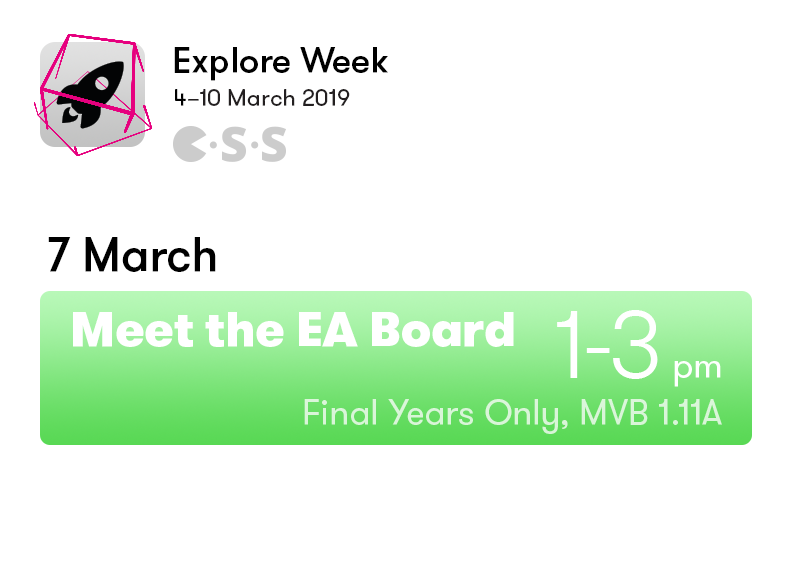 Explore Week
4–10 March 2019
C·S·S
7 March
Meet the EA Board 1-3 pm
Final Years Only, MVB 1.11A